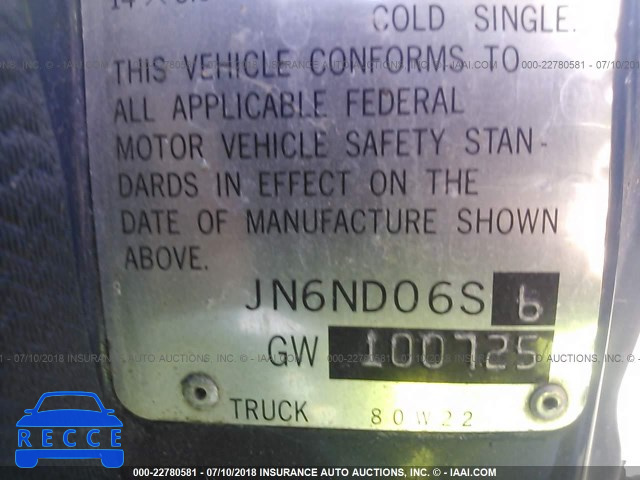 COLD SINGLE.
THIS VEHICLE CONFORMS TO
ALL APPLICABLE FEDERAL
MOTOR VEHICLE SAFETY STAN-
DARDS IN EFFECT ON THE
DATE OF MANUFACTURE SHOWN
ABOVE.
JN6ND06S 6
GW 100725
TRUCK 80W22
RECCE
000-22780581 - 07/10/2018 INSURANCE AUTO AUCTIONS, INC. - © IAAI.COM